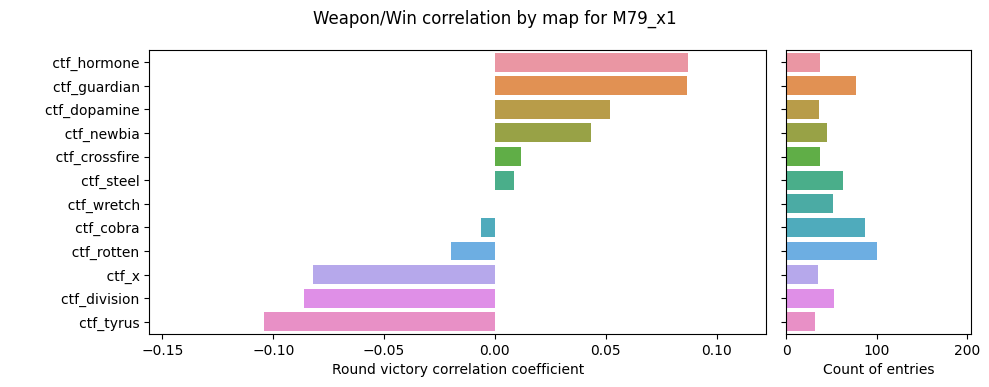 Weapon/Win correlation by map for M79_x1
ctf_hormone
ctf_guardian
ctf_dopamine
ctf_newbia
ctf_crossfire
ctf_steel
ctf_wretch
ctf_cobra
ctf_rotten
ctf_x
ctf_division
ctf_tyrus
−0.15 −0.10 −0.05 0.00 0.05 0.10
0 100 200
Round victory correlation coefficient
Count of entries